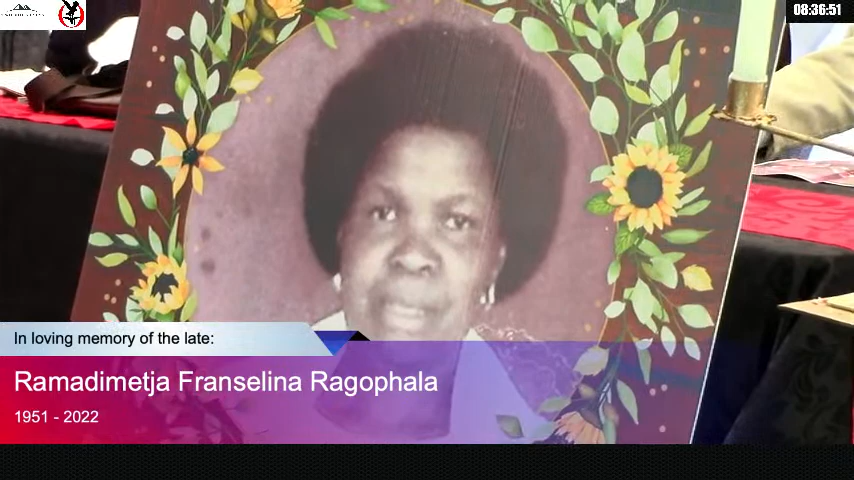 08:36:51
In loving memory of the late:
Ramadimetja Franselina Ragophala
1951 - 2022